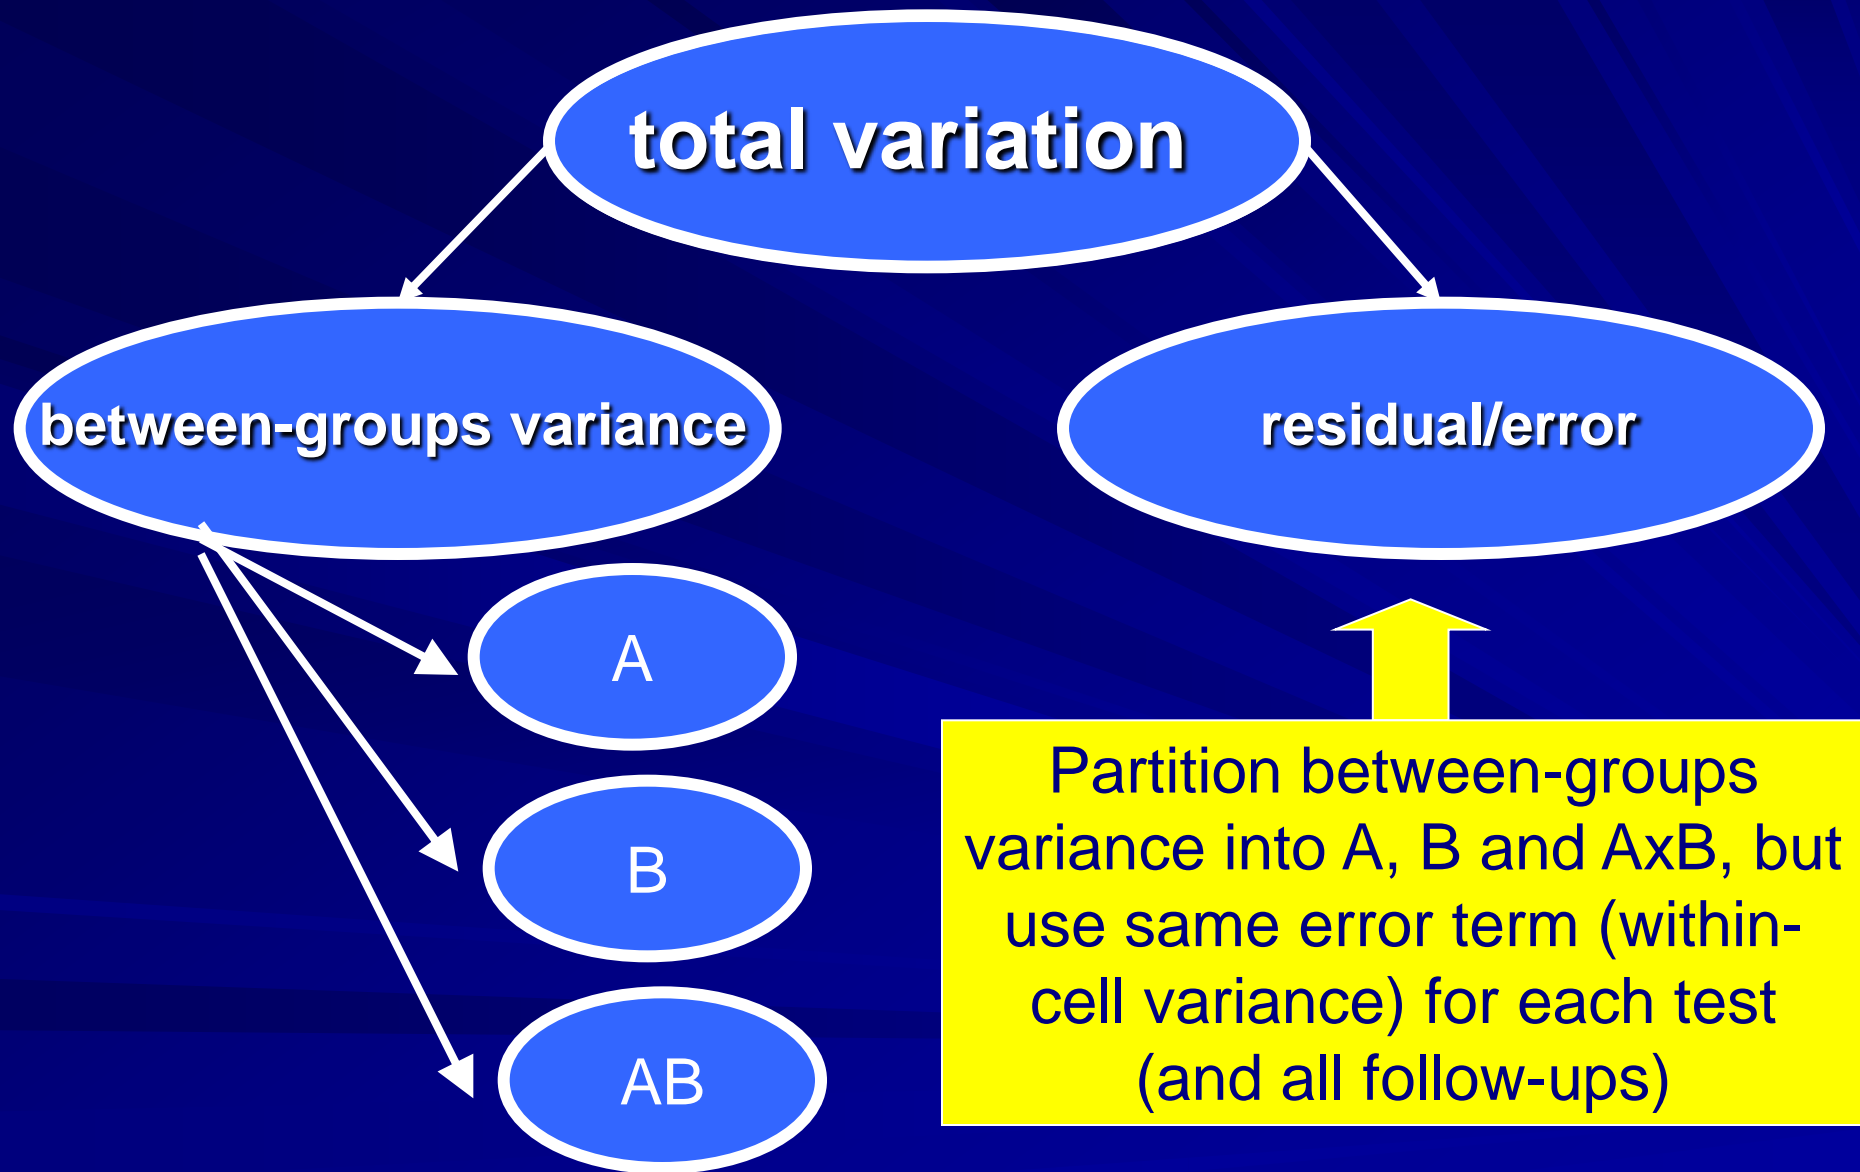 total variation
between-groups variance
residual/error
A
B
AB
Partition between-groups
variance into A, B and AxB, but
use same error term (within-
cell variance) for each test
(and all follow-ups)